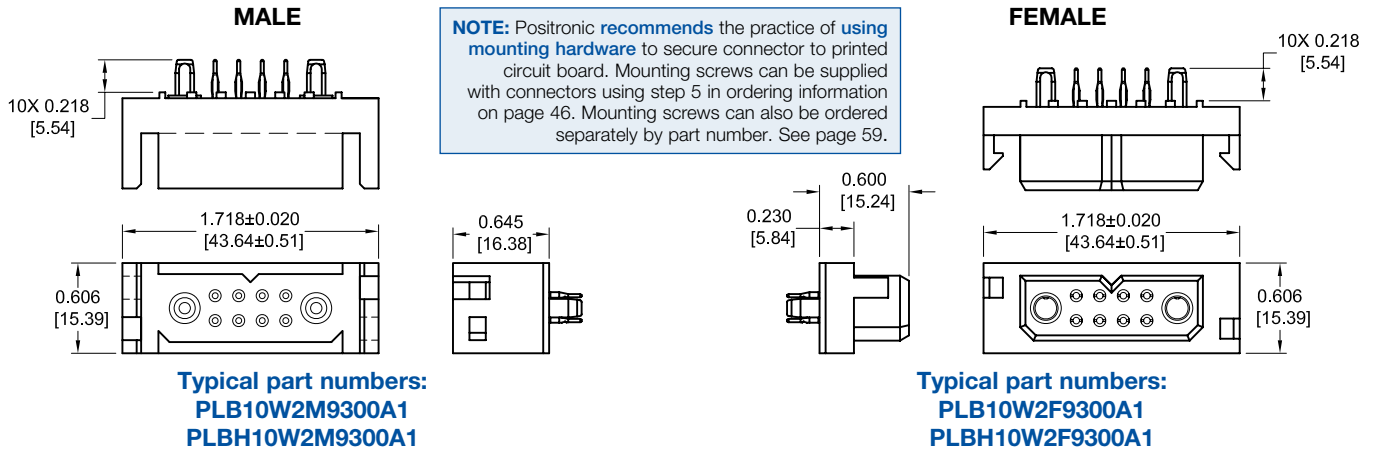 MALE
NOTE: Positronic recommends the practice of using
mounting hardware to secure connector to printed
circuit board. Mounting screws can be supplied
with connectors using step 5 in ordering information
on page 46. Mounting screws can also be ordered
separately by part number. See page 59.
FEMALE
10X 0.218
[5.54]
10X 0.218
[5.54]
1.718±0.020
[43.64±0.51]
0.606
[15.39]
0.645
[16.38]
0.600
[15.24]
0.230
[5.84]
1.718±0.020
[43.64±0.51]
0.606
[15.39]
Typical part numbers:
PLB10W2M9300A1
PLBH10W2M9300A1
Typical part numbers:
PLB10W2F9300A1
PLBH10W2F9300A1